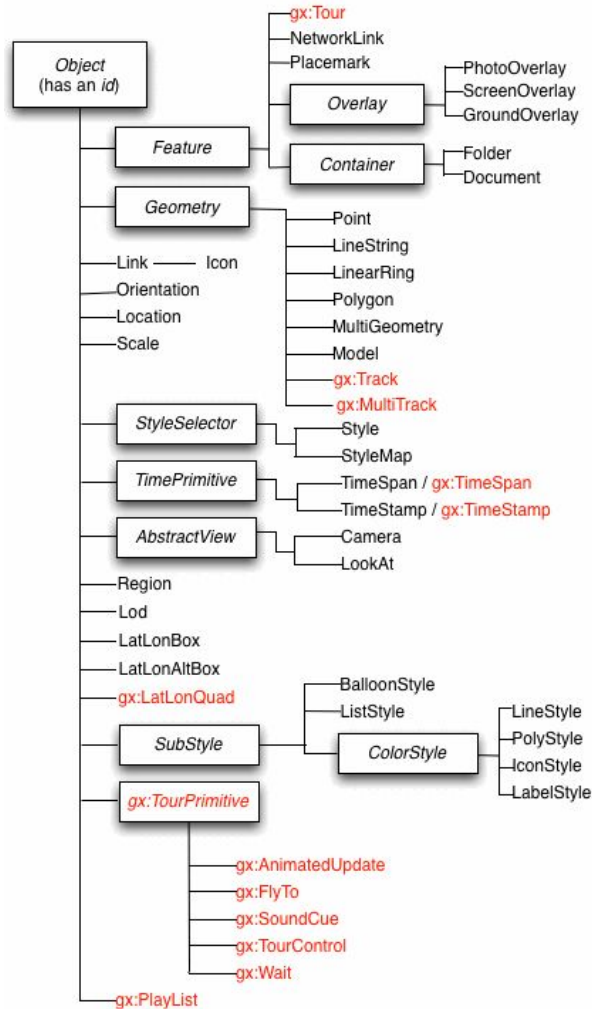 Object
(has an id)
gx:Tour
NetworkLink
Placemark
Overlay
PhotoOverlay
ScreenOverlay
GroundOverlay
Feature
Container
Folder
Document
Geometry
Point
LineString
LinearRing
Polygon
MultiGeometry
Model
gx:Track
gx:MultiTrack
Link Icon
Orientation
Location
Scale
StyleSelector
Style
StyleMap
TimePrimitive
TimeSpan / gx:TimeSpan
TimeStamp / gx:TimeStamp
AbstractView
Camera
LookAt
Region
Lod
LatLonBox
LatLonAltBox
gx:LatLonQuad
SubStyle
BalloonStyle
ListStyle
ColorStyle
LineStyle
PolyStyle
IconStyle
LabelStyle
gx:TourPrimitive
gx:AnimatedUpdate
gx:FlyTo
gx:SoundCue
gx:TourControl
gx:Wait
gx:PlayList